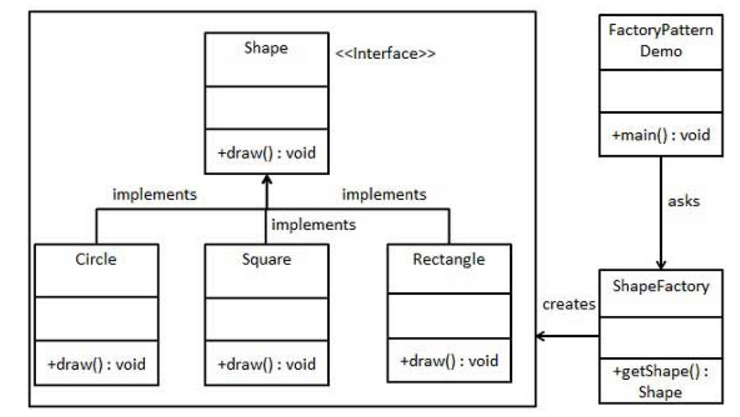 Shape
<<Interface>>
+draw() : void
implements
implements
implements
Circle
+draw() : void
Square
+draw() : void
Rectangle
+draw() : void
FactoryPattern
Demo
+main() : void
asks
ShapeFactory
+getShape() :
Shape
creates